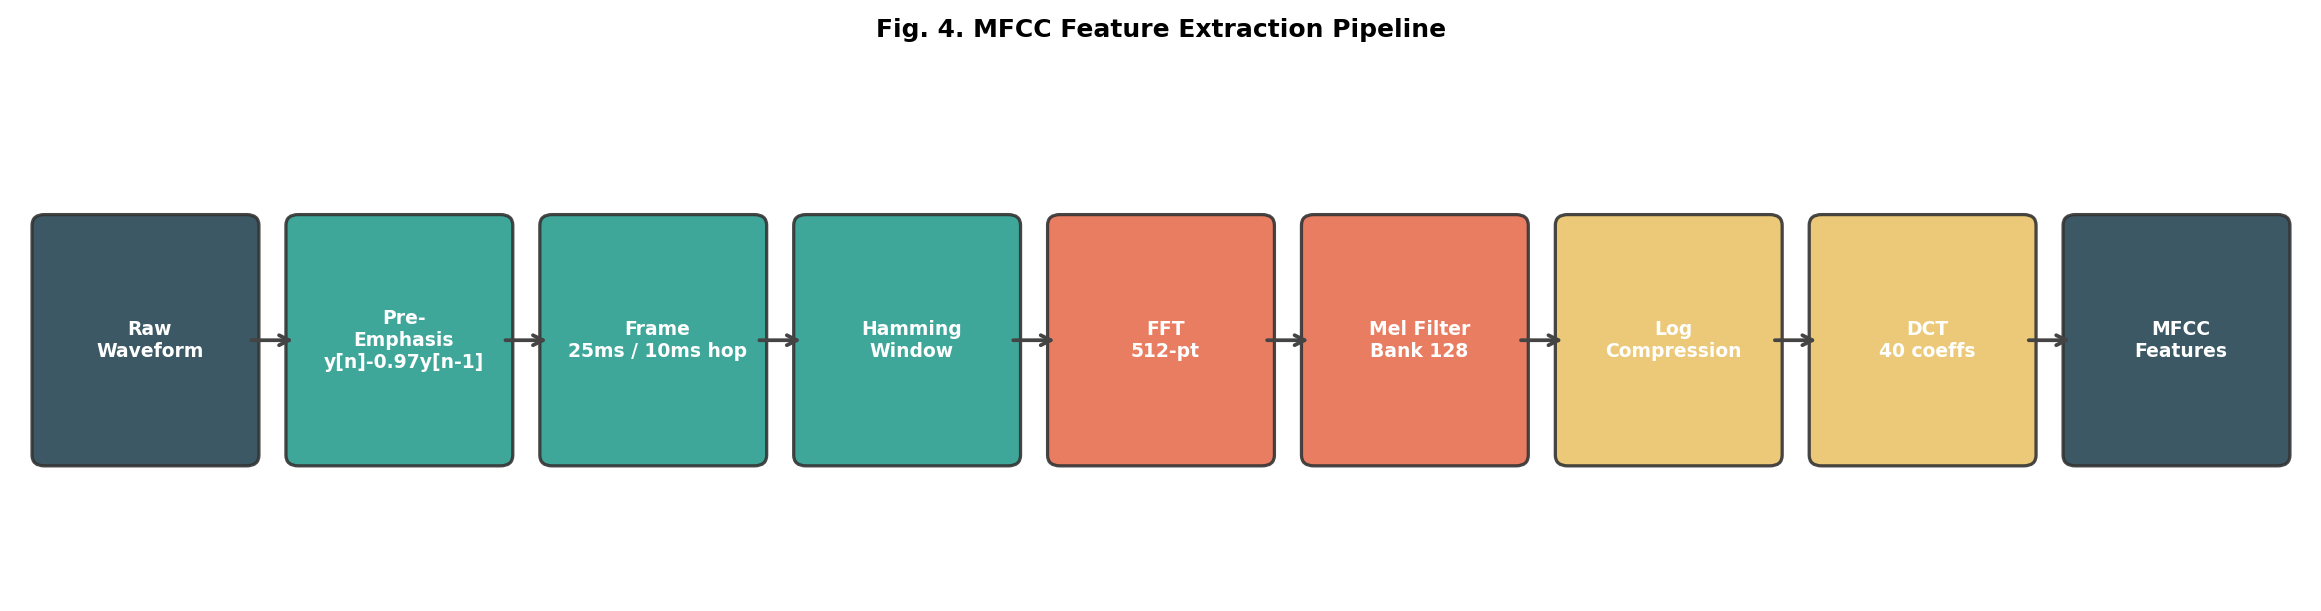 Fig. 4. MFCC Feature Extraction Pipeline
Raw
Waveform
Pre-
Emphasis
y[n]-0.97y[n-1]
Frame
25ms / 10ms hop
Hamming
Window
FFT
512-pt
Mel Filter
Bank 128
Log
Compression
DCT
40 coeffs
MFCC
Features